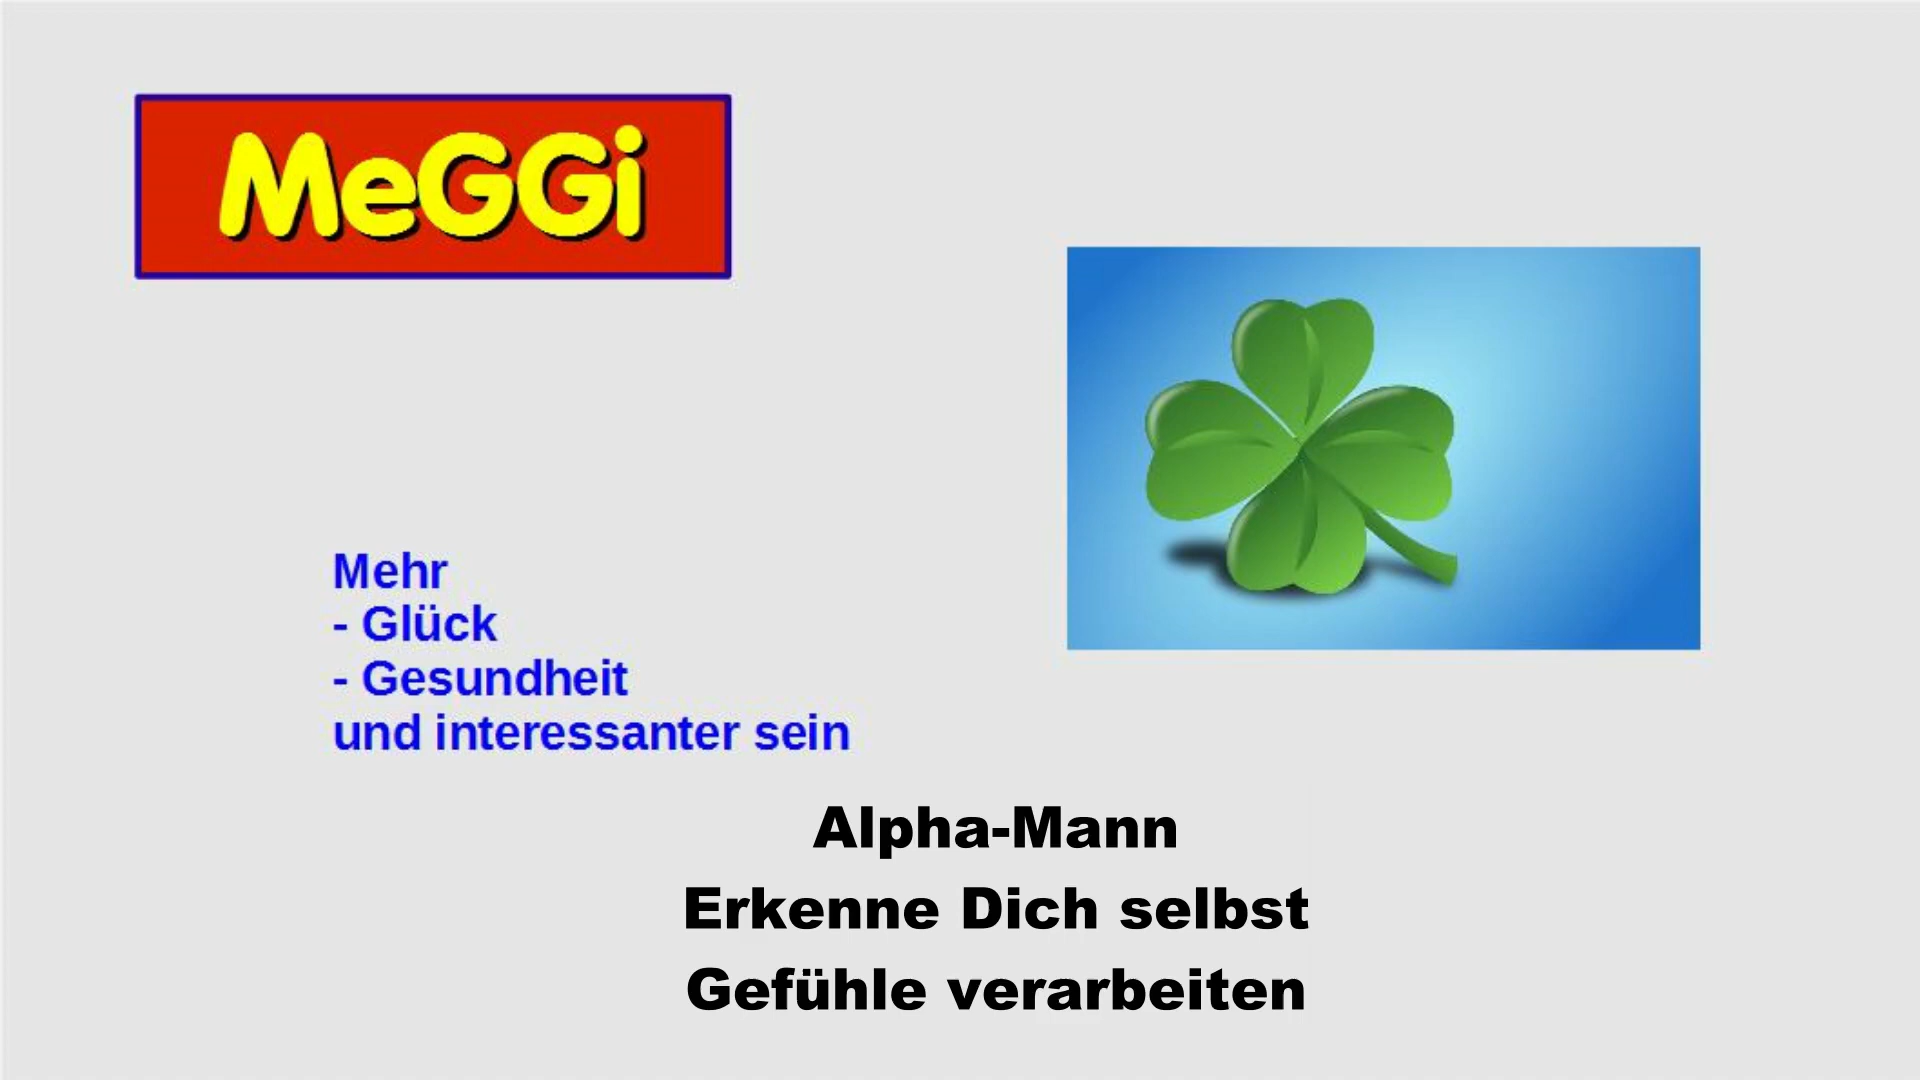 MeGGi
Mehr
- Glück
- Gesundheit
und interessanter sein
Alpha-Mann
Erkenne Dich selbst
Gefühle verarbeiten